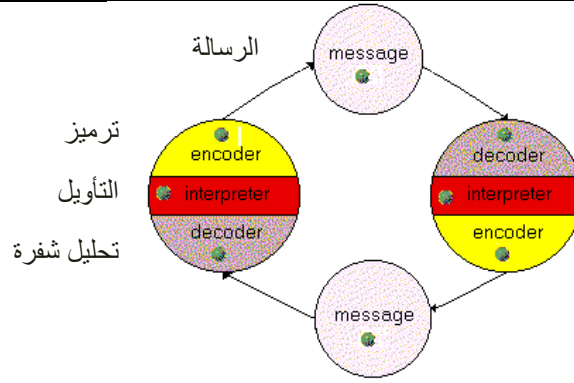 الرسالة
message
ترميز
encoder
decoder
التأويل
interpreter
interpreter
تحليل شفرة
decoder
encoder
message